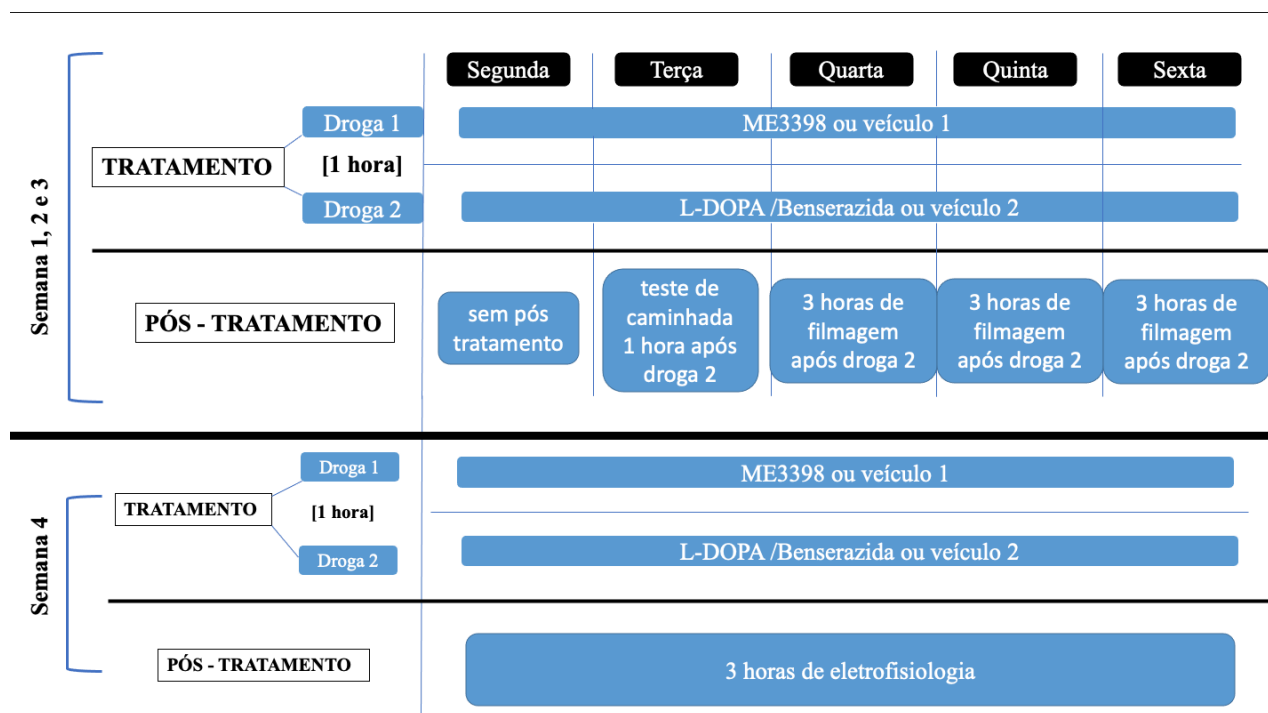 Semana 1, 2 e 3
Segunda
Terça
Quarta
Quinta
Sexta
TRATAMENTO
Droga 1
[1 hora]
Droga 2
ME3398 ou veículo 1
L-DOPA /Benserazida ou veículo 2
PÓS - TRATAMENTO
sem pós
tratamento
teste de
caminhada
1 hora após
droga 2
3 horas de
filmagem
após droga 2
3 horas de
filmagem
após droga 2
3 horas de
filmagem
após droga 2
Semana 4
TRATAMENTO
Droga 1
[1 hora]
Droga 2
ME3398 ou veículo 1
L-DOPA /Benserazida ou veículo 2
PÓS - TRATAMENTO
3 horas de eletrofisiologia